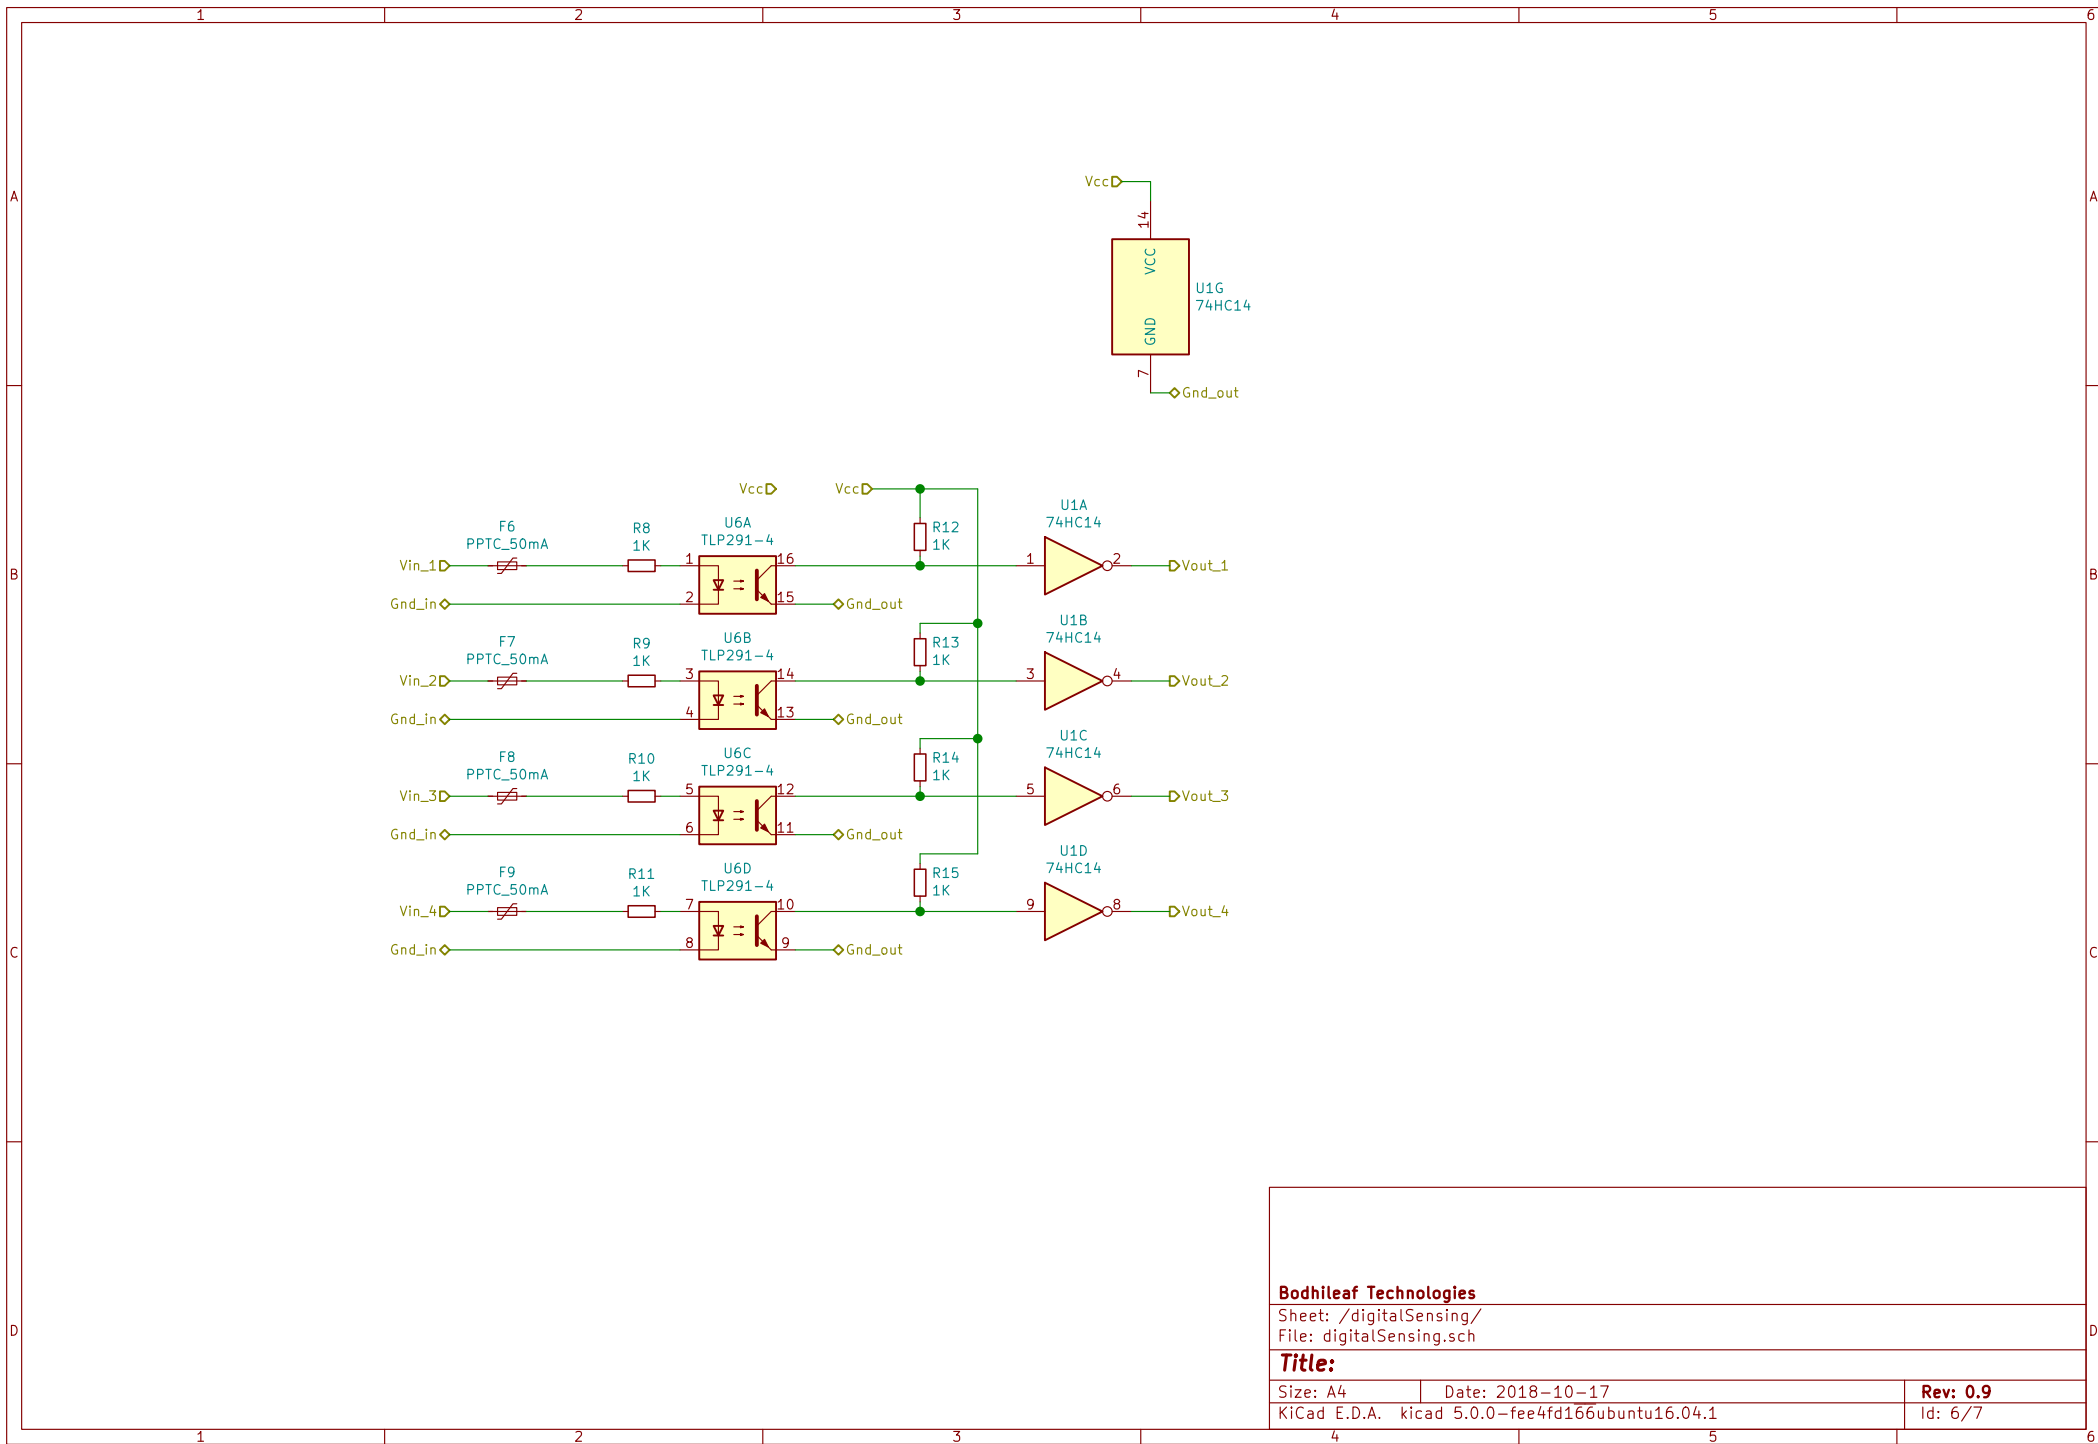 1 2 3 4 5 6
A A
Vcc
14
VCC
U1G
74HC14
GND
7
Gnd_out
Vcc Vcc
U1A
74HC14
F6
PPTC_50mA
R8
1K
U6A
TLP291-4
R12
1K
Vin_1 1 16 1 2 Vout_1
Gnd_in 2 15 Gnd_out
B B
U1B
74HC14
F7
PPTC_50mA
R9
1K
U6B
TLP291-4
R13
1K
Vin_2 3 14 3 4 Vout_2
Gnd_in 4 13 Gnd_out
U1C
74HC14
F8
PPTC_50mA
R10
1K
U6C
TLP291-4
R14
1K
Vin_3 5 12 5 6 Vout_3
Gnd_in 6 11 Gnd_out
U1D
74HC14
F9
PPTC_50mA
R11
1K
U6D
TLP291-4
R15
1K
Vin_4 7 10 9 8 Vout_4
Gnd_in 8 9 Gnd_out
C C
Bodhileaf Technologies
Sheet: /digitalSensing/
File: digitalSensing.sch
D D
Title:
Size: A4 Date: 2018-10-17 Rev: 0.9
KiCad E.D.A. kicad 5.0.0-fee4fd166ubuntu16.04.1 Id: 6/7
1 2 3 4 5 6